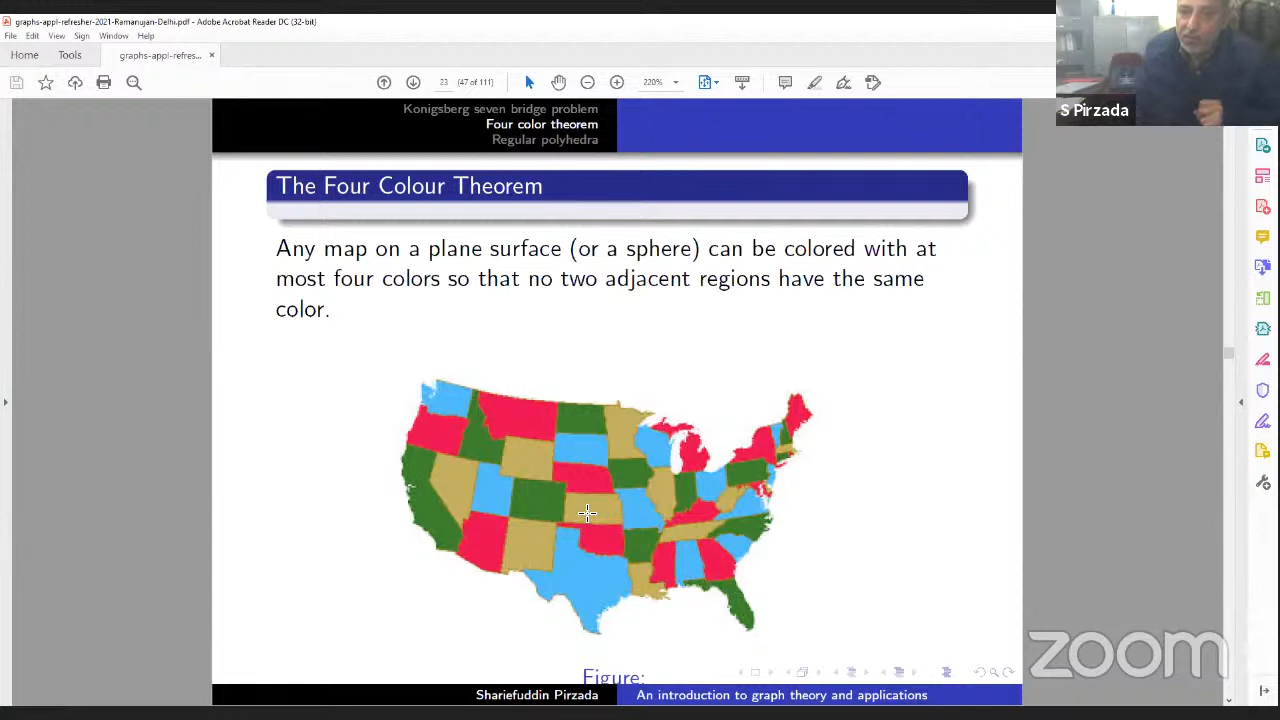 graphs-appl-refresher-2021-Ramanujan-Delhi.pdf - Adobe Acrobat Reader DC (32-bit)
File Edit View Sign Window Help
Home Tools graphs-appl-refres... ×
23 (47 of 111) 220%
S Pirzada
Konigsberg seven bridge problem
Four color theorem
Regular polyhedra
The Four Colour Theorem
Any map on a plane surface (or a sphere) can be colored with at
most four colors so that no two adjacent regions have the same
color.
Figure:
zoom
Shariefuddin Pirzada An introduction to graph theory and applications